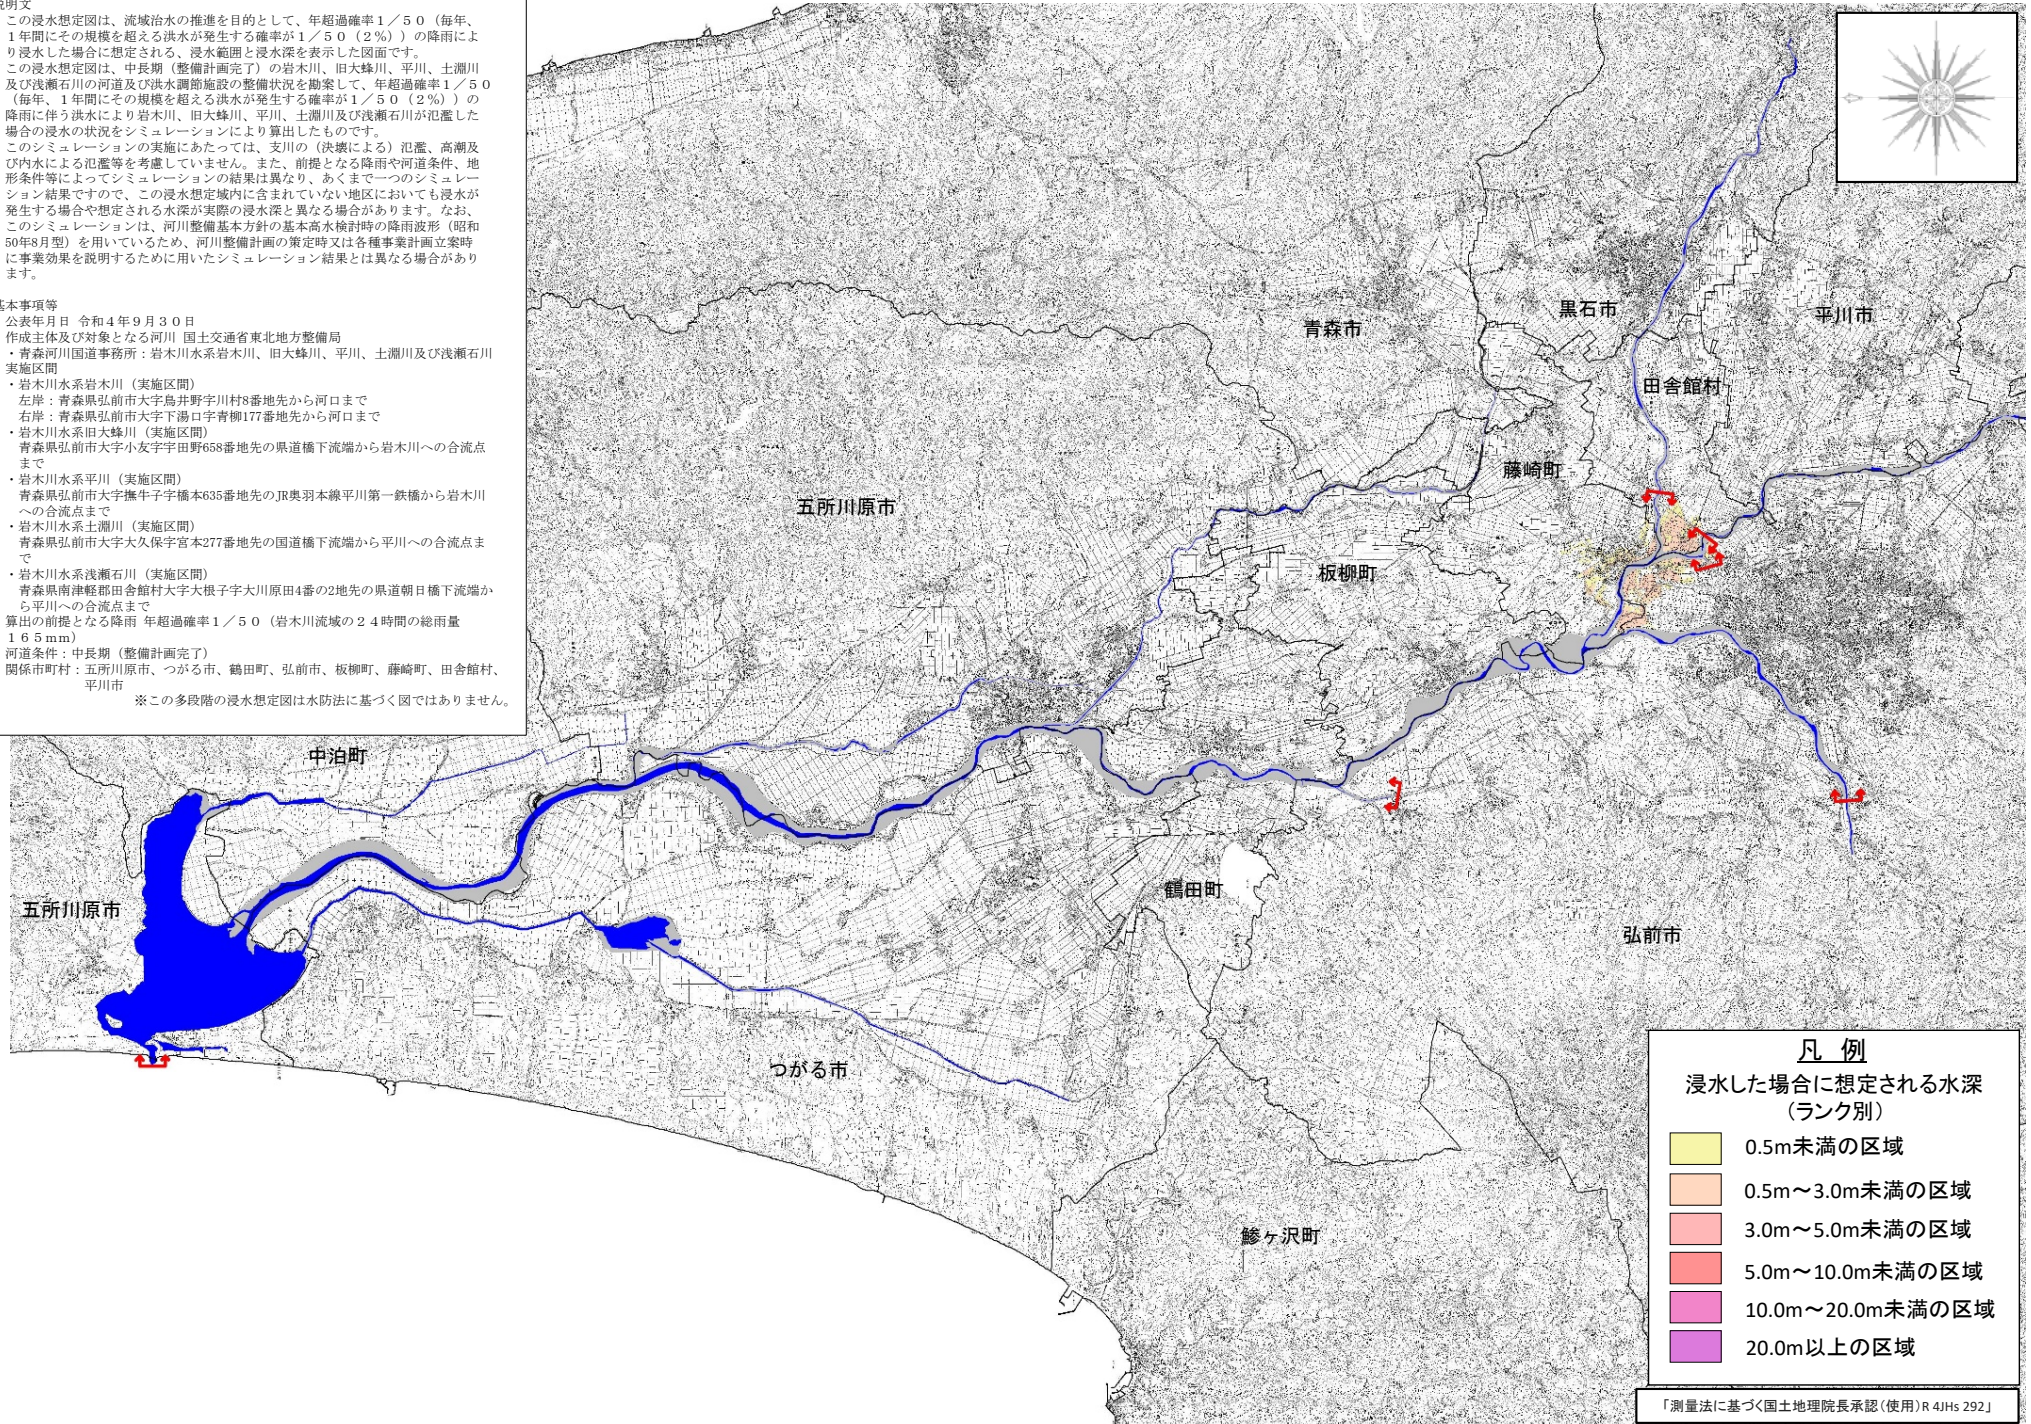 説明文
この浸水想定図は、流域治水の推進を目的として、年超過確率１／５０（毎年、
１年間にその規模を超える洪水が発生する確率が１／５０（２％））の降雨によ
り浸水した場合に想定される、浸水範囲と浸水深を表示した図面です。
この浸水想定図は、中長期（整備計画完了）の岩木川、旧大蜂川、平川、土淵川
及び浅瀬石川の河道及び洪水調節施設の整備状況を勘案して、年超過確率１／５０
（毎年、１年間にその規模を超える洪水が発生する確率が１／５０（２％））の
降雨に伴う洪水により岩木川、旧大蜂川、平川、土淵川及び浅瀬石川が氾濫した
場合の浸水の状況をシミュレーションにより算出したものです。
このシミュレーションの実施にあたっては、支川の（決壊による）氾濫、高潮及
び内水による氾濫等を考慮していません。また、前提となる降雨や河道条件、地
形条件等によってシミュレーションの結果は異なり、あくまで一つのシミュレー
ション結果ですので、この浸水想定域内に含まれていない地区においても浸水が
発生する場合や想定される水深が実際の浸水深と異なる場合があります。なお、
このシミュレーションは、河川整備基本方針の基本高水検討時の降雨波形（昭和
50年8月型）を用いているため、河川整備計画の策定時又は各種事業計画立案時
に事業効果を説明するために用いたシミュレーション結果とは異なる場合があり
ます。
基本事項等
公表年月日 令和４年９月３０日
作成主体及び対象となる河川 国土交通省東北地方整備局
・青森河川国道事務所：岩木川水系岩木川、旧大蜂川、平川、土淵川及び浅瀬石川
実施区間
・岩木川水系岩木川（実施区間）
左岸：青森県弘前市大字鳥井野字川村8番地先から河口まで
右岸：青森県弘前市大字下湯口字青柳177番地先から河口まで
・岩木川水系旧大蜂川（実施区間）
青森県弘前市大字小友字宇田野658番地先の県道橋下流端から岩木川への合流点
まで
・岩木川水系平川（実施区間）
青森県弘前市大字撫牛子字橋本635番地先のJR奥羽本線平川第一鉄橋から岩木川
への合流点まで
・岩木川水系土淵川（実施区間）
青森県弘前市大字大久保字宮本277番地先の国道橋下流端から平川への合流点ま
で
・岩木川水系浅瀬石川（実施区間）
青森県南津軽郡田舎館村大字大根子字大川原田4番の2地先の県道朝日橋下流端か
ら平川への合流点まで
算出の前提となる降雨 年超過確率１／５０（岩木川流域の２４時間の総雨量
１６５mm）
河道条件：中長期（整備計画完了）
関係市町村：五所川原市、つがる市、鶴田町、弘前市、板柳町、藤崎町、田舎館村、
平川市
※この多段階の浸水想定図は水防法に基づく図ではありません。
青森市
黒石市
平川市
田舎館村
藤崎町
五所川原市
板柳町
中泊町
五所川原市
鶴田町
弘前市
つがる市
鰺ヶ沢町
凡 例
浸水した場合に想定される水深
（ランク別）
0.5m未満の区域
0.5m～3.0m未満の区域
3.0m～5.0m未満の区域
5.0m～10.0m未満の区域
10.0m～20.0m未満の区域
20.0m以上の区域
「測量法に基づく国土地理院長承認（使用）R 4JHs 292」